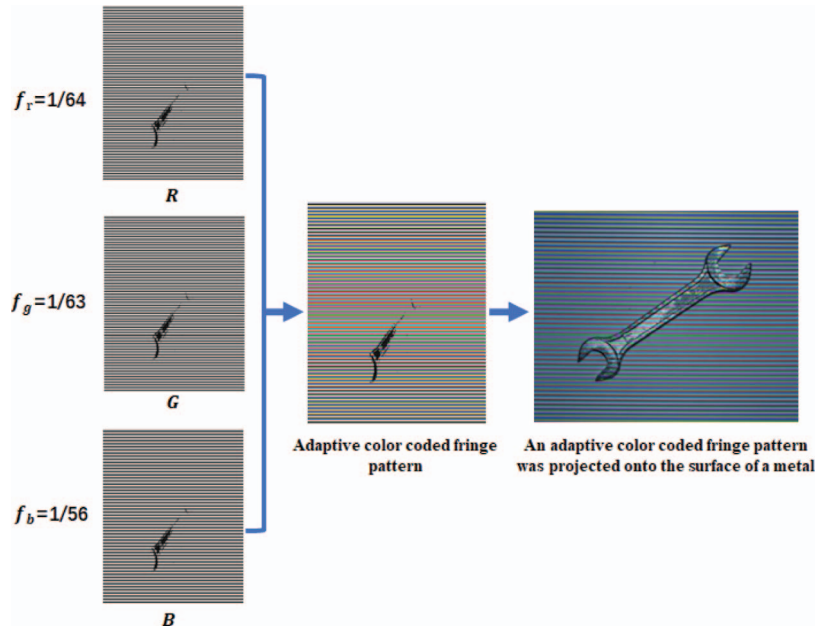 f_r=1/64
R
f_g=1/63
G
f_b=1/56
B
Adaptive color coded fringe
pattern
An adaptive color coded fringe pattern
was projected onto the surface of a metal